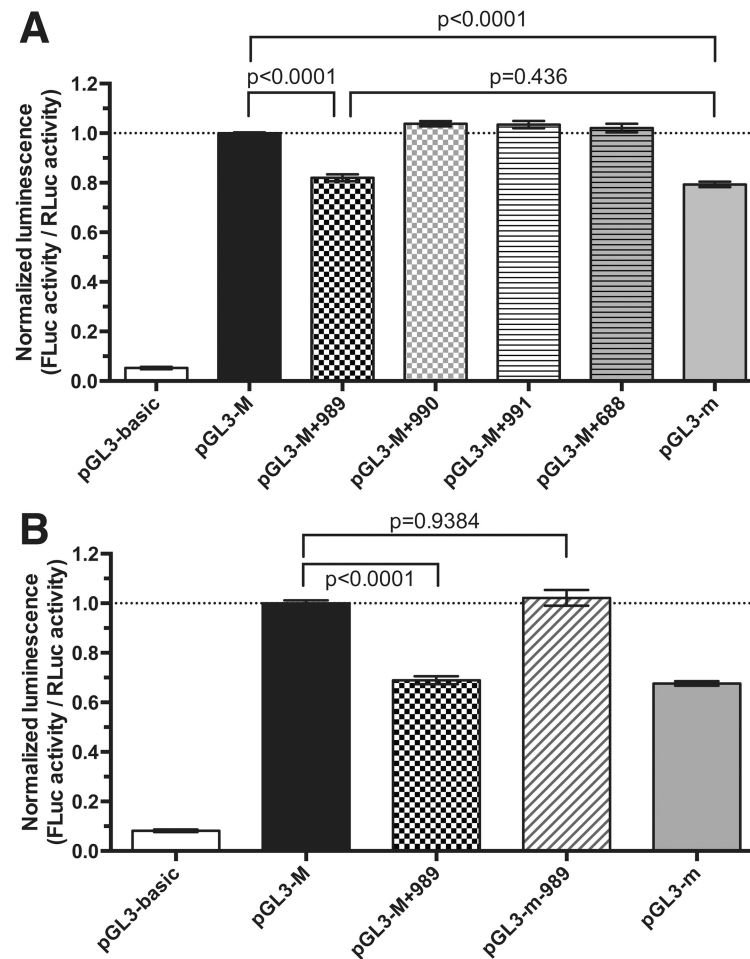 A
p<0.0001
p<0.0001
p=0.436
Normalized luminescence
(FLuc activity / RLuc activity)
1.2
1.0
0.8
0.6
0.4
0.2
0.0
pGL3-basic
pGL3-M
pGL3-M+989
pGL3-M+990
pGL3-M+991
pGL3-M+688
pGL3-m
B
p=0.9384
p<0.0001
Normalized luminescence
(FLuc activity / RLuc activity)
1.2
1.0
0.8
0.6
0.4
0.2
0.0
pGL3-basic
pGL3-M
pGL3-M+989
pGL3-m-989
pGL3-m